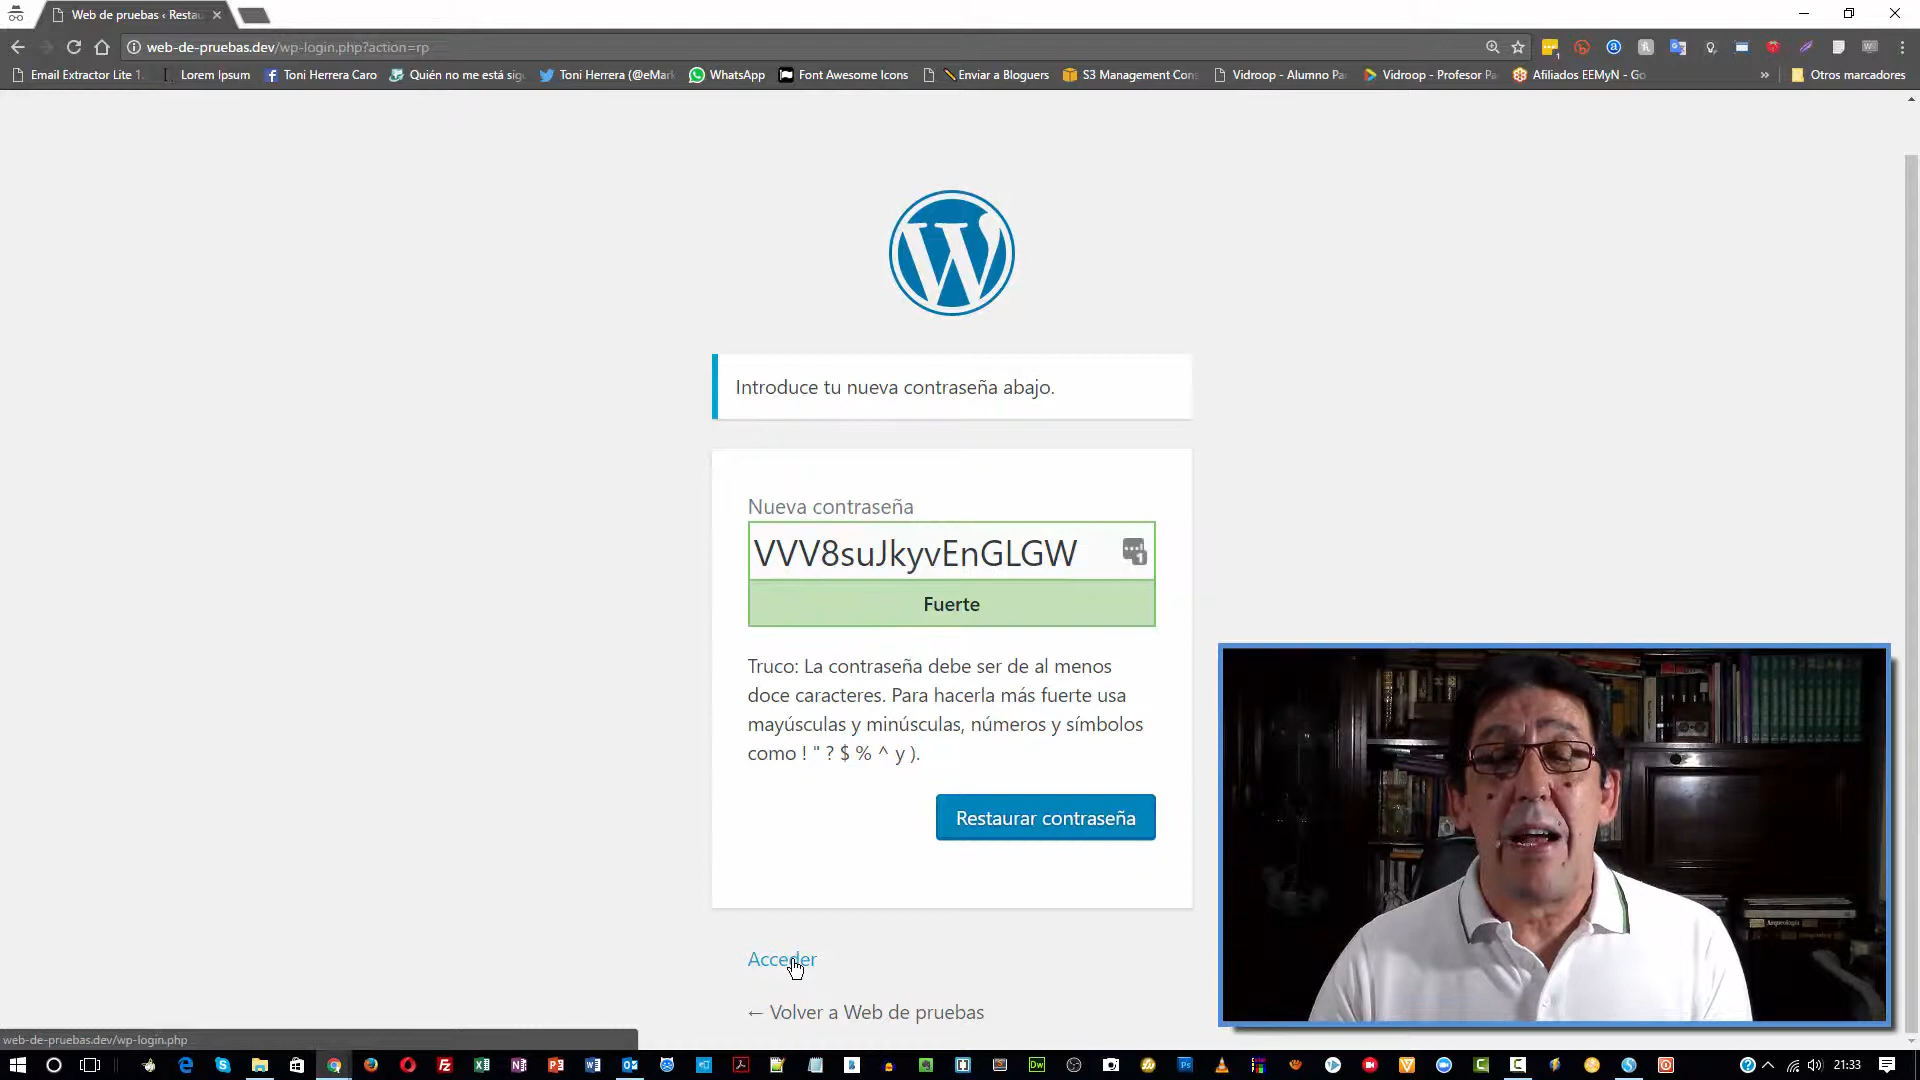 Web de pruebas ‹ Restau
web-de-pruebas.dev/wp-login.php?action=rp
Email Extractor Lite 1.
Lorem Ipsum
Toni Herrera Caro
Quién no me está sig
Toni Herrera (@eMark
WhatsApp
Font Awesome Icons
Enviar a Bloguers
S3 Management Cons
Vidroop - Alumno Pa
Vidroop - Profesor Pa
Afiliados EEMyN - Go
»
Otros marcadores
Introduce tu nueva contraseña abajo.
Nueva contraseña
VVV8suJkyvEnGLGW
Fuerte
Truco: La contraseña debe ser de al menos
doce caracteres. Para hacerla más fuerte usa
mayúsculas y minúsculas, números y símbolos
como ! " ? $ % ^ y ).
Restaurar contraseña
Acceder
← Volver a Web de pruebas
web-de-pruebas.dev/wp-login.php
21:33